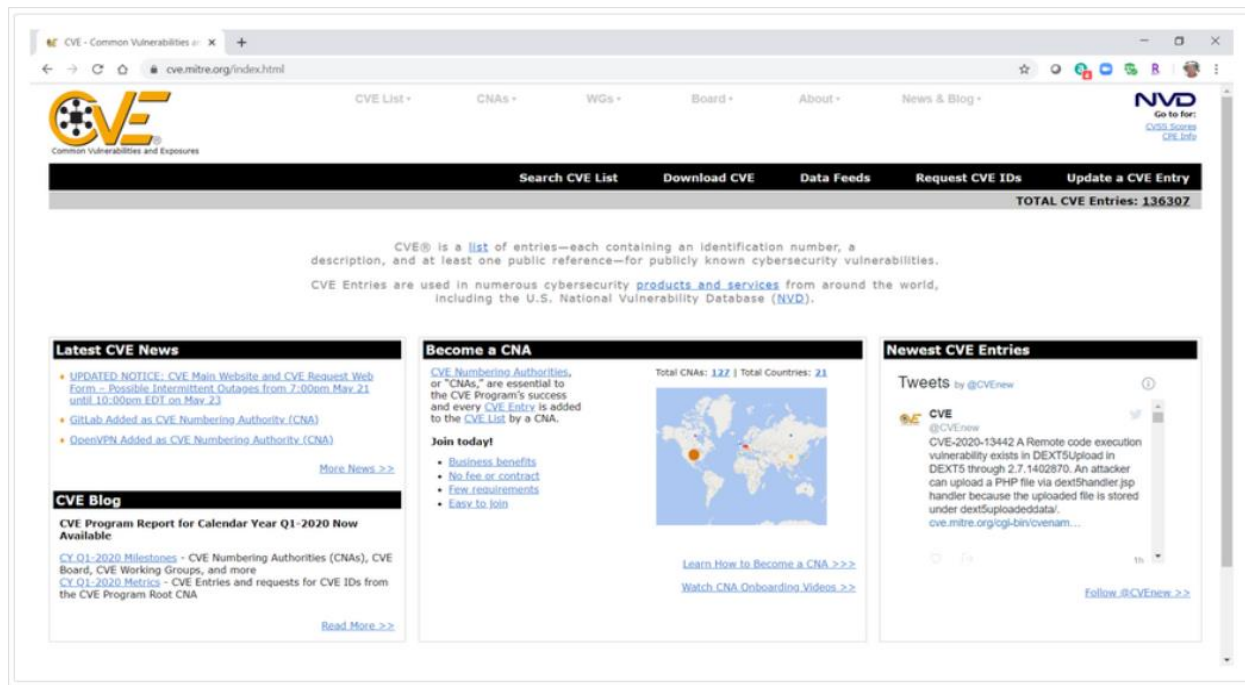 CVE - Common Vulnerabilities an
cve.mitre.org/index.html
CVE
Common Vulnerabilities and Exposures
CVE List
CNAs
WGs
Board
About
News & Blog
NVD
Go to for:
CVSS Scores
CPE Info
Search CVE List Download CVE Data Feeds Request CVE IDs Update a CVE Entry
TOTAL CVE Entries: 136307
CVE® is a list of entries—each containing an identification number, a
description, and at least one public reference—for publicly known cybersecurity vulnerabilities.
CVE Entries are used in numerous cybersecurity products and services from around the world,
including the U.S. National Vulnerability Database (NVD).
Latest CVE News
UPDATED NOTICE: CVE Main Website and CVE Request Web
Form – Possible Intermittent Outages from 7:00pm May 21
until 10:00pm EDT on May 23
GitLab Added as CVE Numbering Authority (CNA)
OpenVPN Added as CVE Numbering Authority (CNA)
More News >>
CVE Blog
CVE Program Report for Calendar Year Q1-2020 Now
Available
CY Q1-2020 Milestones - CVE Numbering Authorities (CNAs), CVE
Board, CVE Working Groups, and more
CY Q1-2020 Metrics - CVE Entries and requests for CVE IDs from
the CVE Program Root CNA
Read More >>
Become a CNA
CVE Numbering Authorities,
or "CNAs," are essential to
the CVE Program's success
and every CVE Entry is added
to the CVE List by a CNA.
Join today!
Business benefits
No fee or contract
Few requirements
Easy to join
Total CNAs: 127 | Total Countries: 21
Learn How to Become a CNA >>>
Watch CNA Onboarding Videos >>
Newest CVE Entries
Tweets by @CVEnew
CVE
@CVEnew
CVE-2020-13442 A Remote code execution
vulnerability exists in DEXT5Upload in
DEXT5 through 2.7.1402870. An attacker
can upload a PHP file via dext5handler.jsp
handler because the uploaded file is stored
under dext5uploadeddata/.
cve.mitre.org/cgi-bin/cvenam…
1h
Follow @CVEnew >>